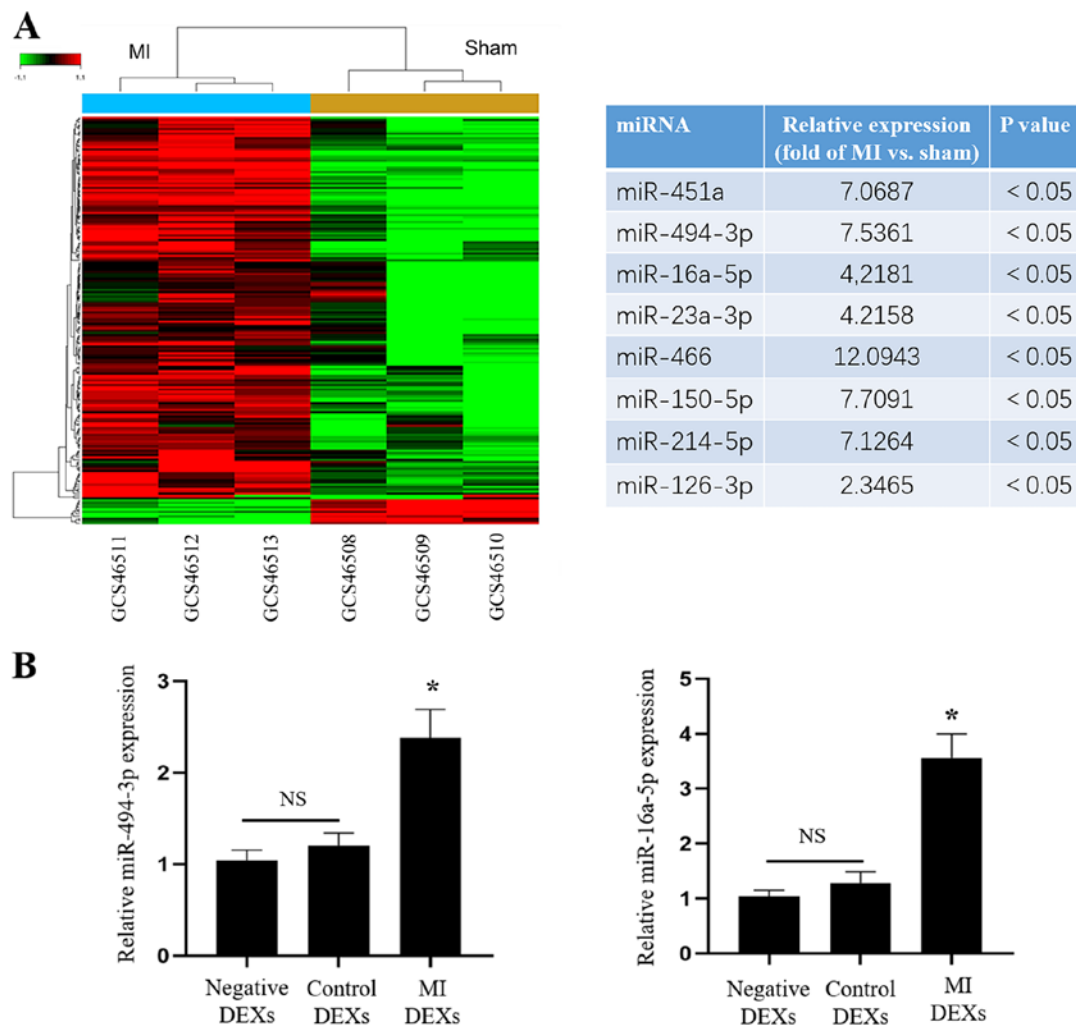 A
MI
Sham
-1.1
1.1
GCS46511
GCS46512
GCS46513
GCS46508
GCS46509
GCS46510
miRNA Relative expression (fold of MI vs. sham) P value
miR-451a 7.0687 < 0.05
miR-494-3p 7.5361 < 0.05
miR-16a-5p 4,2181 < 0.05
miR-23a-3p 4.2158 < 0.05
miR-466 12.0943 < 0.05
miR-150-5p 7.7091 < 0.05
miR-214-5p 7.1264 < 0.05
miR-126-3p 2.3465 < 0.05
B
Relative miR-494-3p expression
3
2
1
0
NS
*
Negative DEXs
Control DEXs
MI DEXs
Relative miR-16a-5p expression
5
4
3
2
1
0
NS
*
Negative DEXs
Control DEXs
MI DEXs